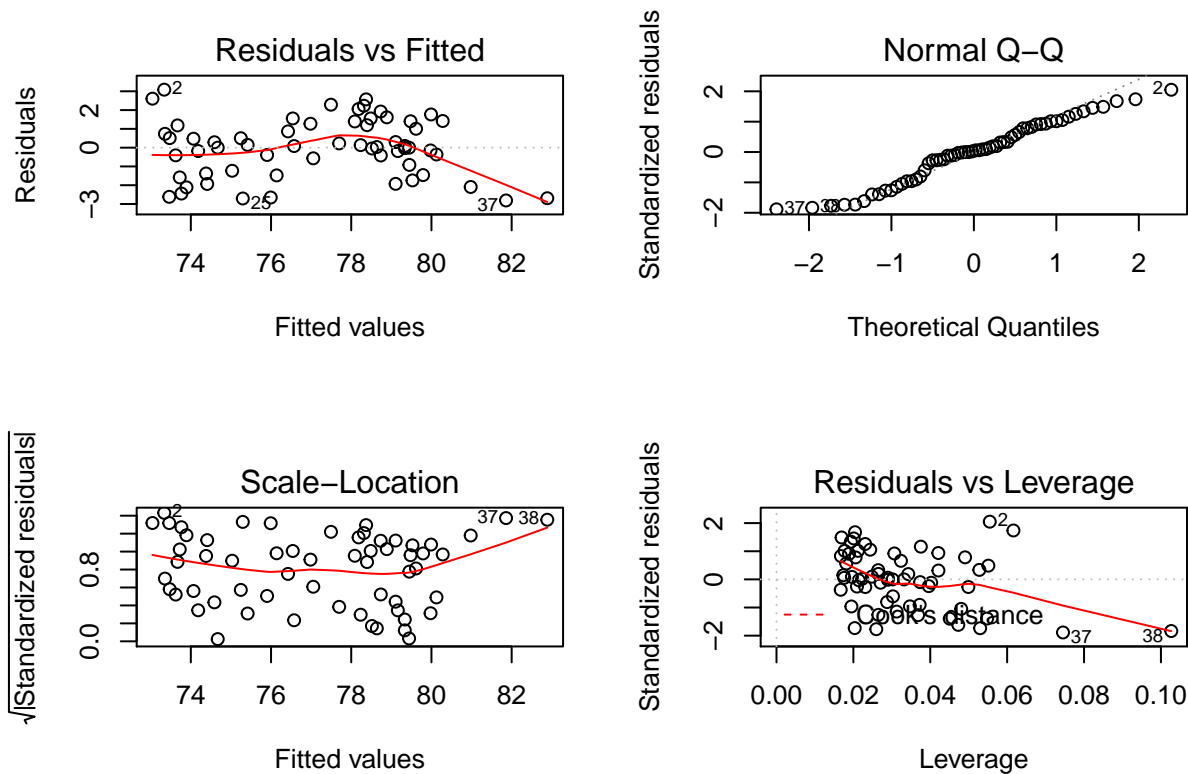 Residuals vs Fitted
Residuals
2
0
−3
2
25
37
74 76 78 80 82
Fitted values
Normal Q−Q
Standardized residuals
2
0
−2
2
37
−2 −1 0 1 2
Theoretical Quantiles
Scale−Location
√|Standardized residuals|
0.8
0.0
2
37 38
74 76 78 80 82
Fitted values
Residuals vs Leverage
Standardized residuals
2
0
−2
2
Cook's distance
37
38
0.00 0.02 0.04 0.06 0.08 0.10
Leverage